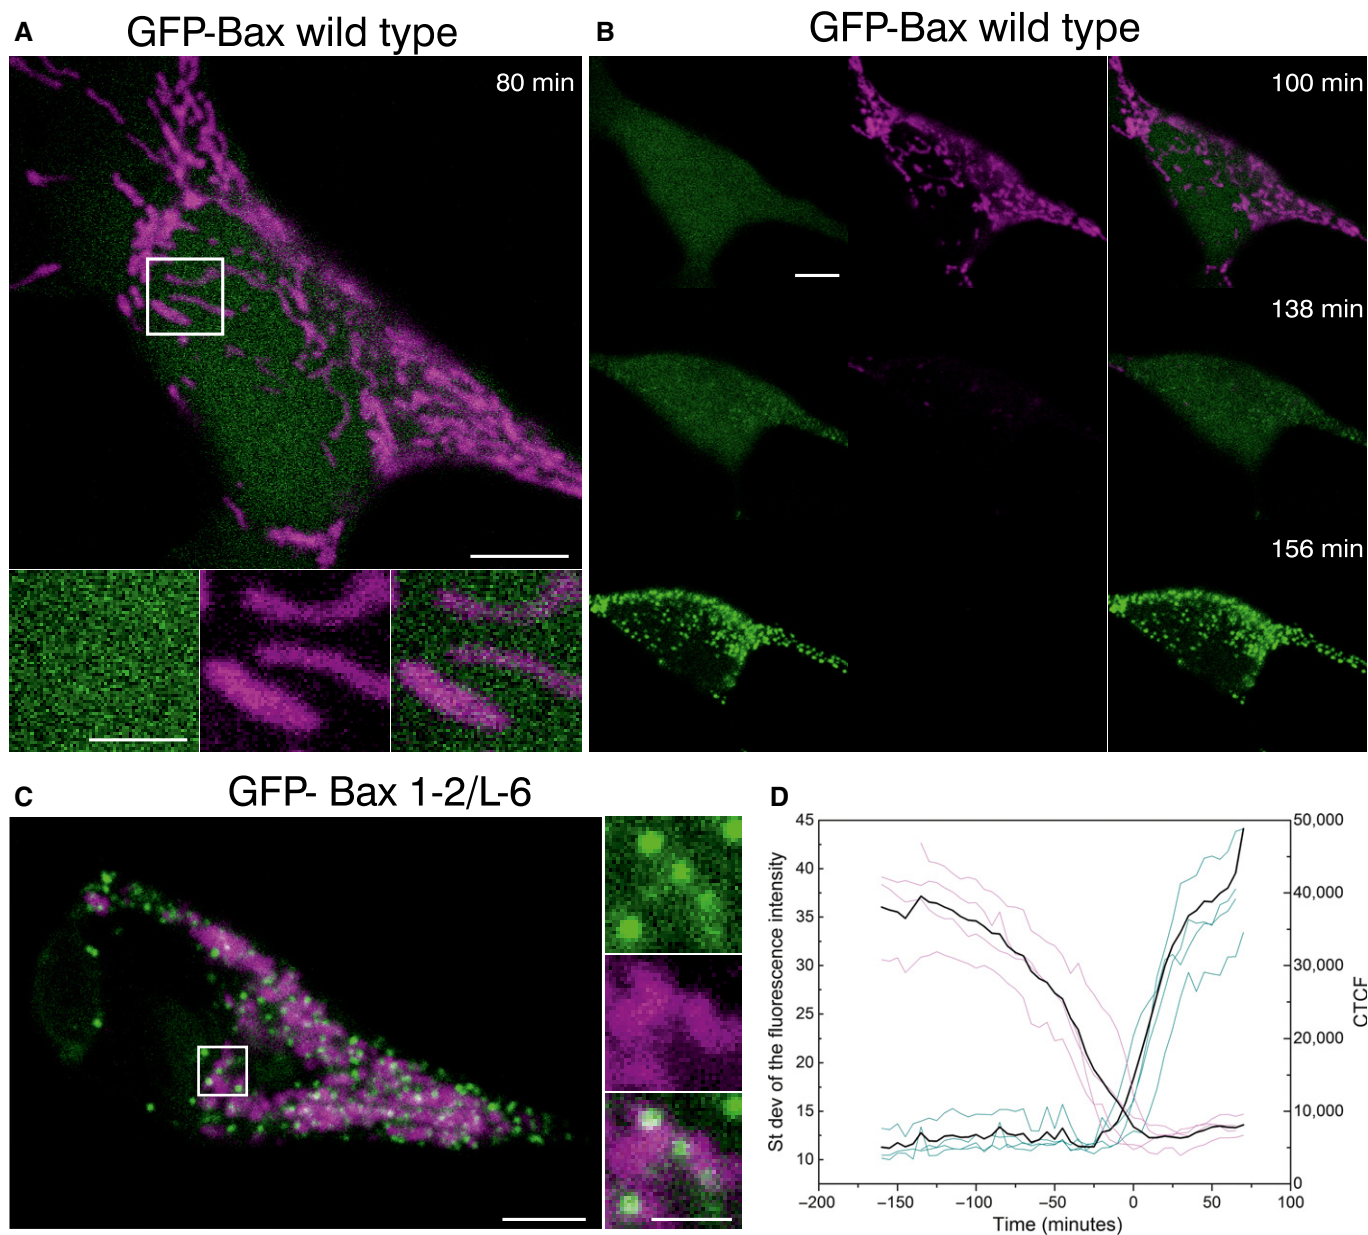 A
GFP-Bax wild type
80 min
B
GFP-Bax wild type
100 min
138 min
156 min
C
GFP- Bax 1-2/L-6
D
St dev of the fluorescence intensity
45
40
35
30
25
20
15
10
50,000
40,000
30,000
20,000
10,000
0
CTCF
−200
−150
−100
−50
0
50
100
Time (minutes)